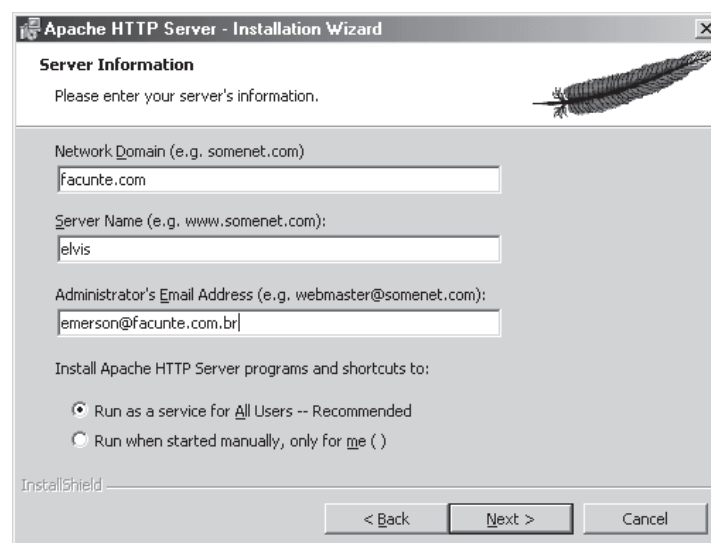 Apache HTTP Server - Installation Wizard
Server Information
Please enter your server's information.
Network Domain (e.g. somenet.com)
facunte.com
Server Name (e.g. www.somenet.com):
elvis
Administrator's Email Address (e.g. webmaster@somenet.com):
emerson@facunte.com.br
Install Apache HTTP Server programs and shortcuts to:
Run as a service for All Users -- Recommended
Run when started manually, only for me ( )
InstallShield
< Back Next > Cancel